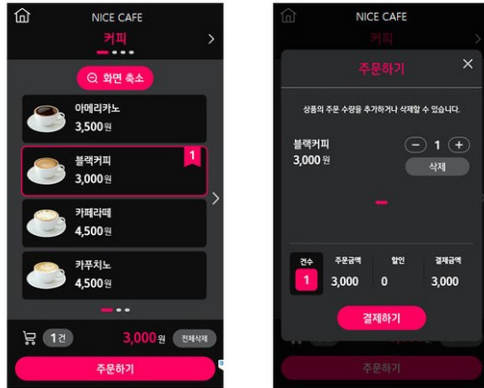 NICE CAFE
커피
화면 축소
아메리카노
3,500원
블랙커피
1
3,000원
카페라떼
4,500원
카푸치노
4,500원
1건
3,000원
전체삭제
주문하기
NICE CAFE
커피
주문하기
상품의 주문 수량을 추가하거나 삭제할 수 있습니다.
블랙커피
3,000원
1
삭제
건수
주문금액
할인
결제금액
1
3,000
0
3,000
결제하기
주문하기